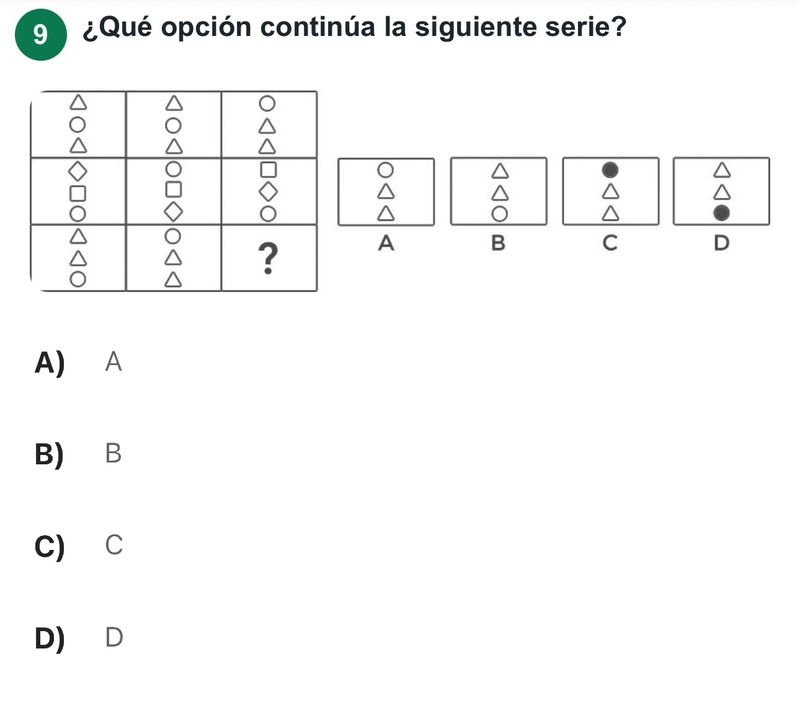 9 ¿Qué opción continúa la siguiente serie?
?
A B C D
A) A
B) B
C) C
D) D